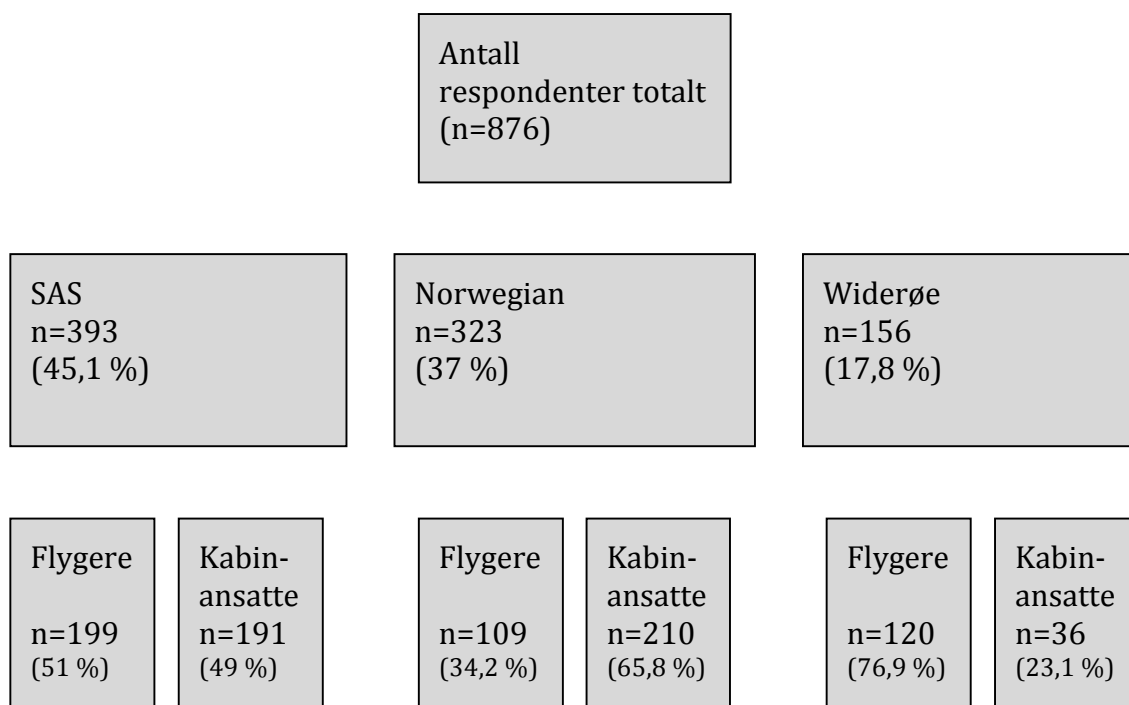 Antall
respondenter totalt
(n=876)
SAS
n=393
(45,1 %)
Norwegian
n=323
(37 %)
Widerøe
n=156
(17,8 %)
Flygere
n=199
(51 %)
Kabin-
ansatte
n=191
(49 %)
Flygere
n=109
(34,2 %)
Kabin-
ansatte
n=210
(65,8 %)
Flygere
n=120
(76,9 %)
Kabin-
ansatte
n=36
(23,1 %)